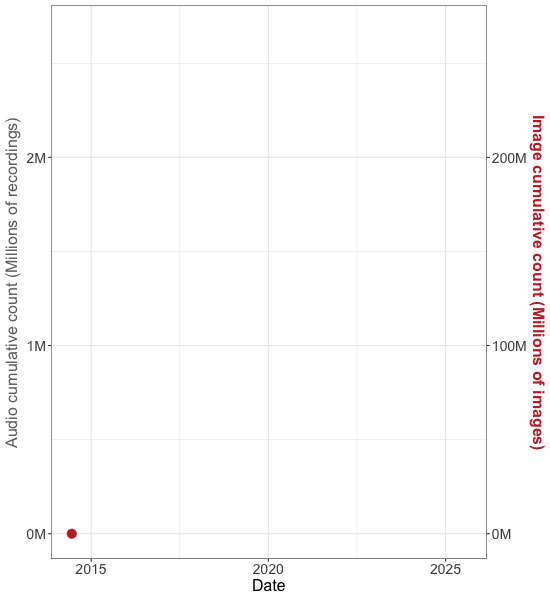 Audio cumulative count (Millions of recordings)
2M
1M
0M
200M
100M
0M
Image cumulative count (Millions of images)
2015
2020
2025
Date